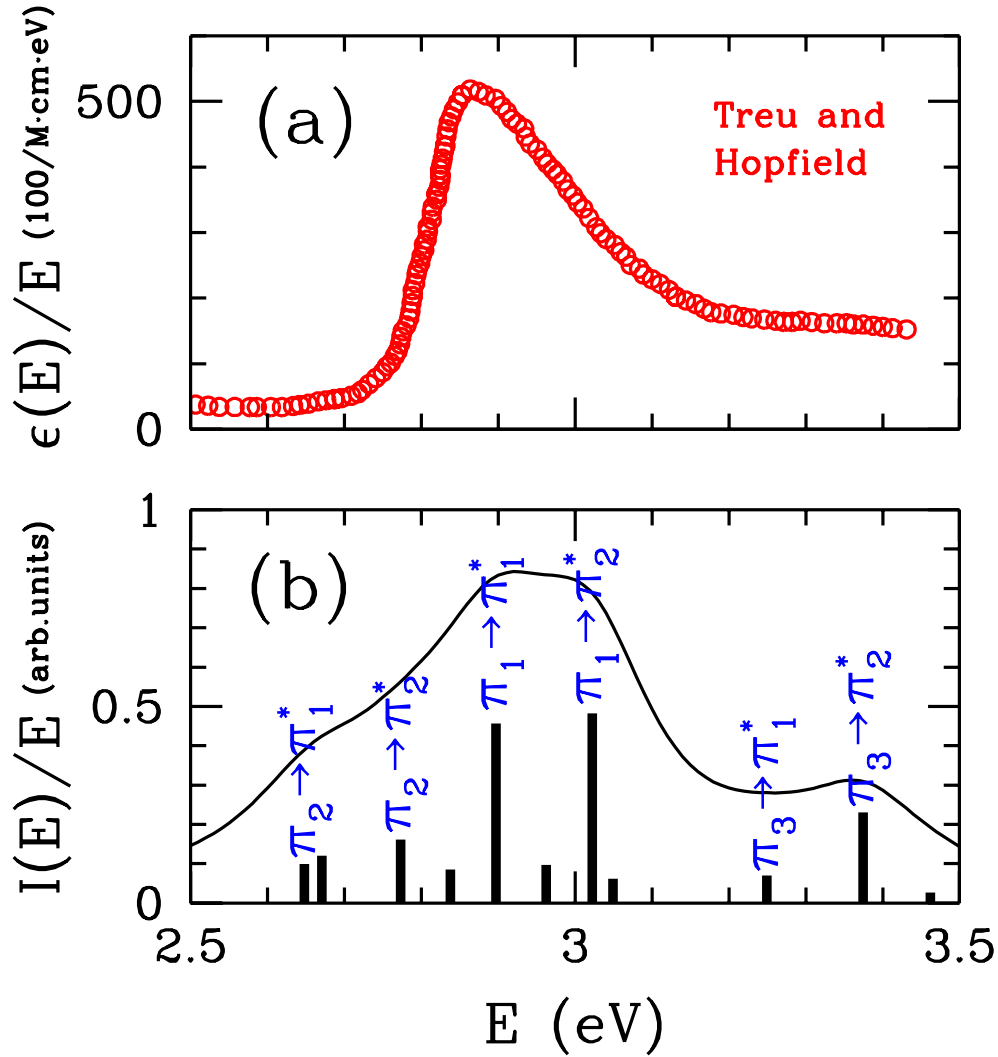 500
0
ϵ(E)/E (100/M·cm·eV)
(a)
Treu and
Hopfield
1
0.5
0
I(E)/E (arb.units)
(b)
π₂→π₁*
π₂→π₂*
π₁→π₁*
π₁→π₂*
π₃→π₁*
π₃→π₂*
2.5
3
3.5
E (eV)